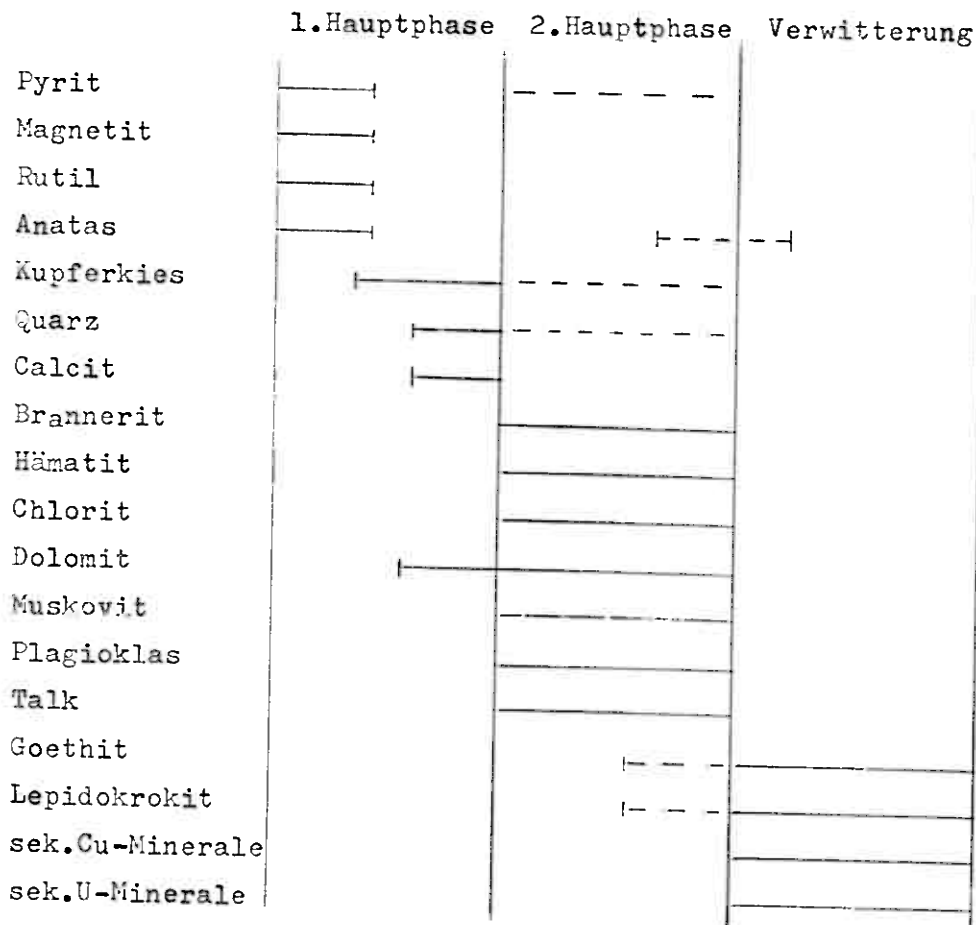 1.Hauptphase 2.Hauptphase Verwitterung
Pyrit
Magnetit
Rutil
Anatas
Kupferkies
Quarz
Calcit
Brannerit
Hämatit
Chlorit
Dolomit
Muskovit
Plagioklas
Talk
Goethit
Lepidokrokit
sek.Cu-Minerale
sek.U-Minerale